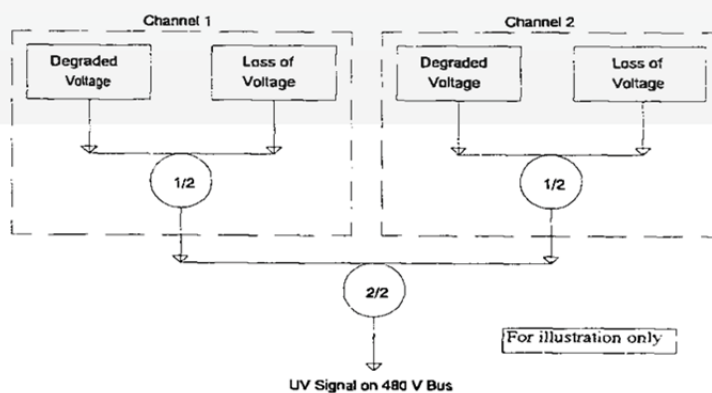 Channel 1
Channel 2
Degraded Voltage
Loss of Voltage
Degraded Voltage
Loss of Voltage
1/2
1/2
2/2
For illustration only
UV Signal on 480 V Bus